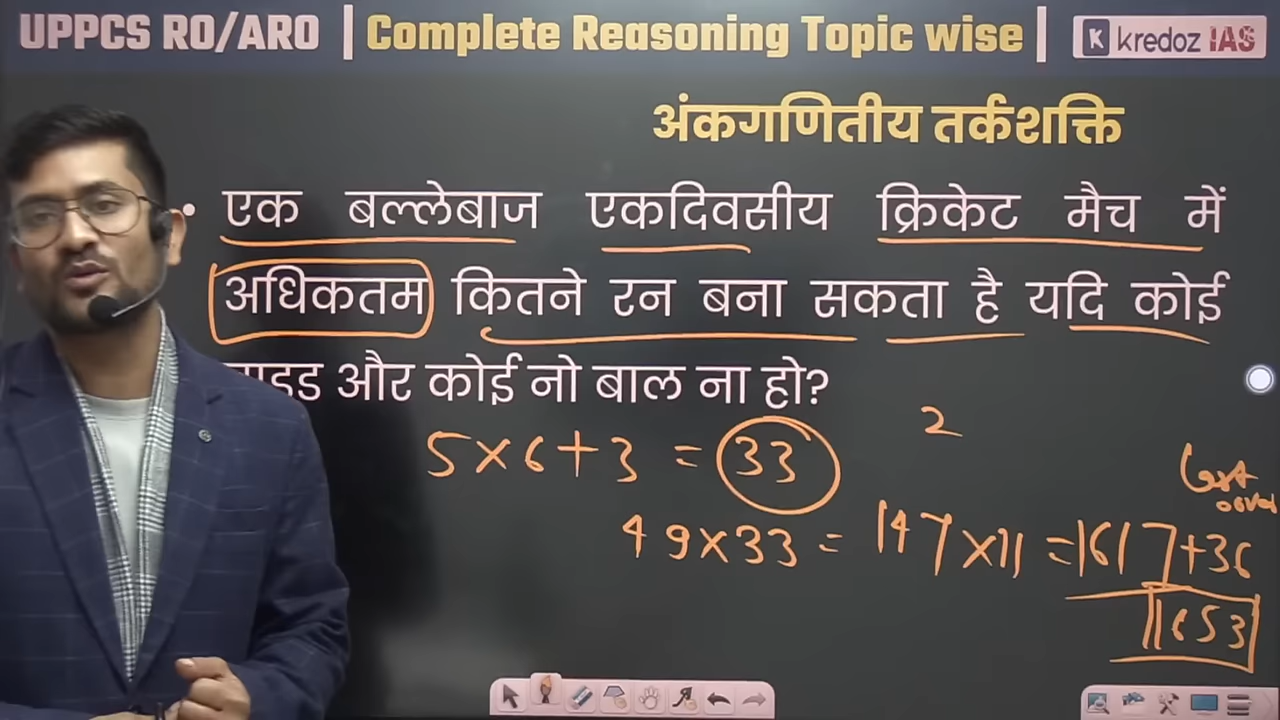 UPPCS RO/ARO | Complete Reasoning Topic wise | K kredoz IAS
अंकगणितीय तर्कशक्ति
• एक बल्लेबाज एकदिवसीय क्रिकेट मैच में
अधिकतम कितने रन बना सकता है यदि कोई
और कोई नो बाल ना हो?
5×6+3 = 33
2
Last
49×33 = 147×11 = 1617+36
1653